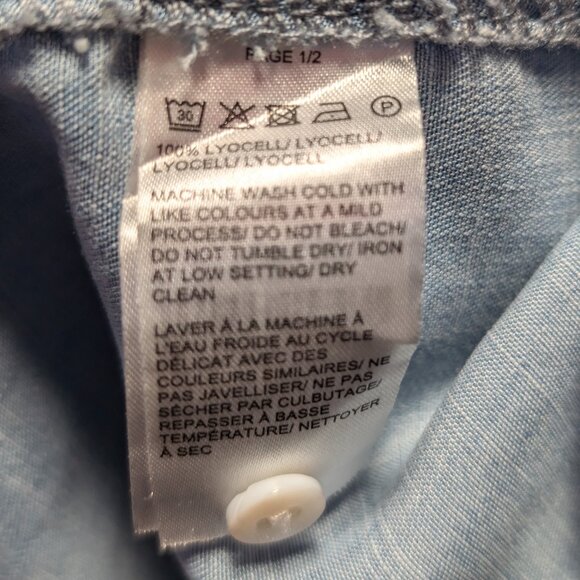 PAGE 1/2
30 P
100% LYOCELL/ LYOCELL/
LYOCELL/ LYOCELL
MACHINE WASH COLD WITH
LIKE COLOURS AT A MILD
PROCESS/ DO NOT BLEACH/
DO NOT TUMBLE DRY/ IRON
AT LOW SETTING/ DRY
CLEAN
LAVER À LA MACHINE À
L'EAU FROIDE AU CYCLE
DÉLICAT AVEC DES
COULEURS SIMILAIRES/ NE
PAS JAVELLISER/ NE PAS
SÉCHER PAR CULBUTAGE/
REPASSER À BASSE
TEMPÉRATURE/ NETTOYER
À SEC